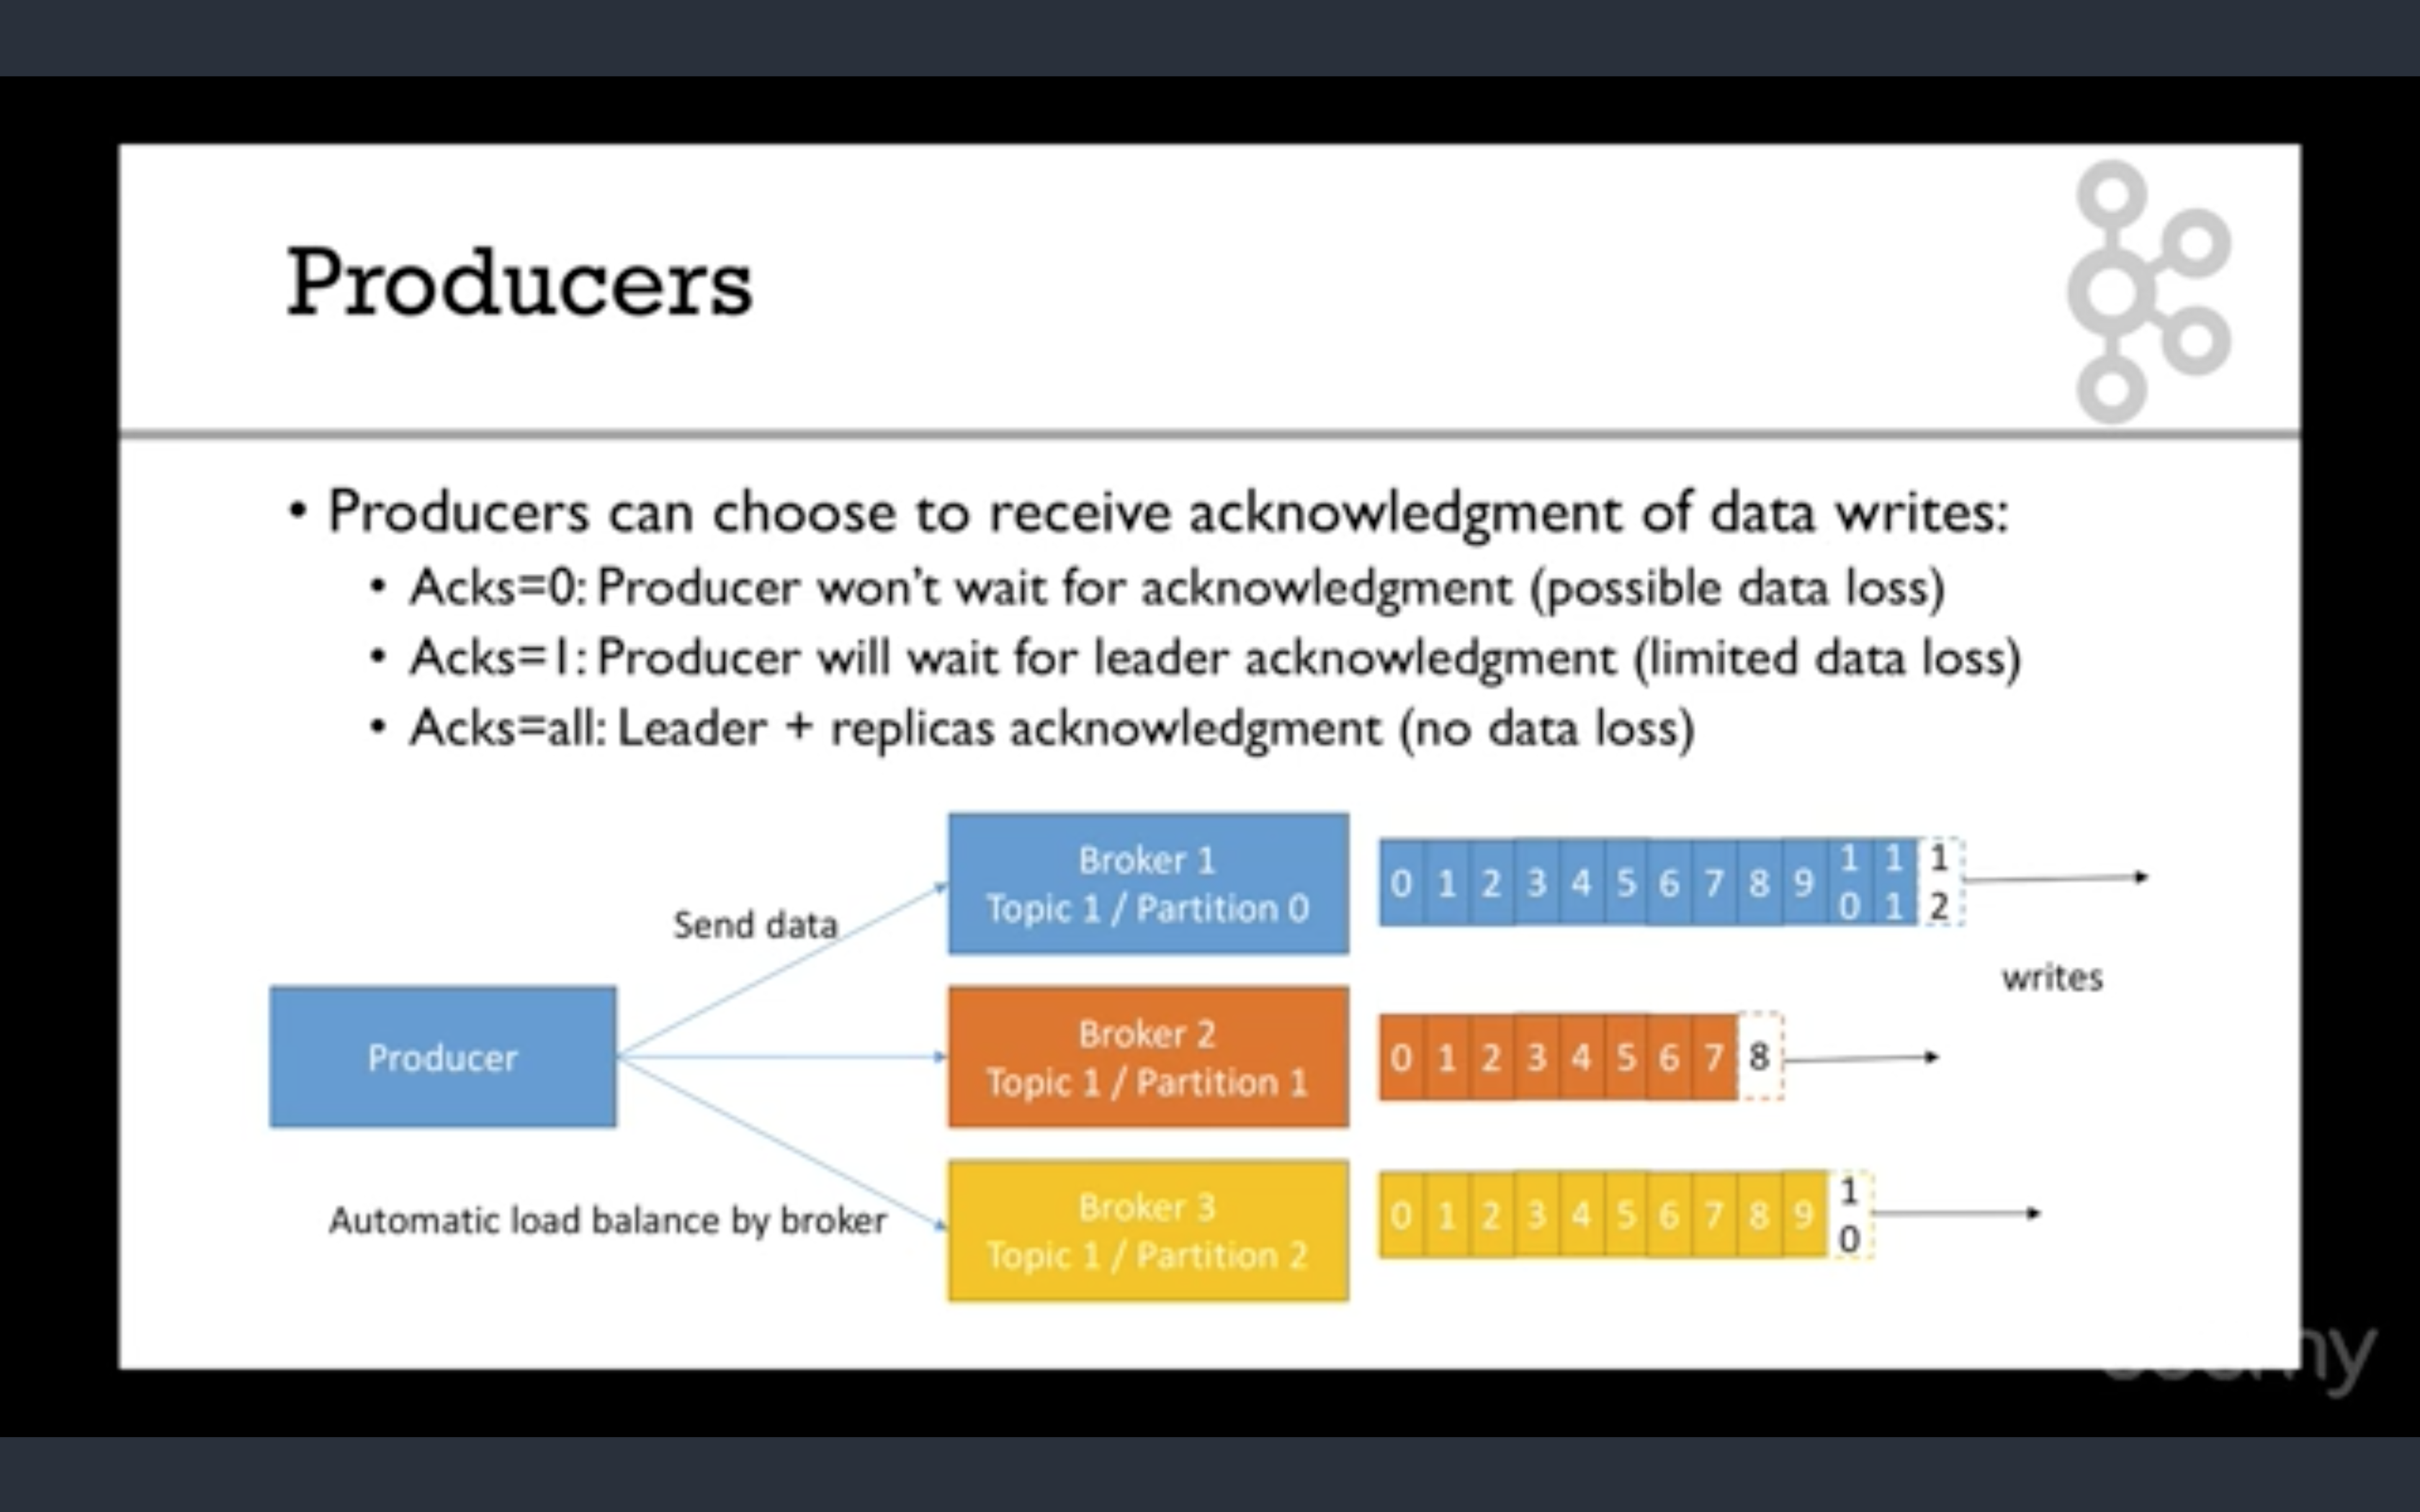 Producers
• Producers can choose to receive acknowledgment of data writes:
• Acks=0: Producer won't wait for acknowledgment (possible data loss)
• Acks=1: Producer will wait for leader acknowledgment (limited data loss)
• Acks=all: Leader + replicas acknowledgment (no data loss)
Send data
Producer
Automatic load balance by broker
Broker 1
Topic 1 / Partition 0
0 1 2 3 4 5 6 7 8 9 10 11 12
writes
Broker 2
Topic 1 / Partition 1
0 1 2 3 4 5 6 7 8
Broker 3
Topic 1 / Partition 2
0 1 2 3 4 5 6 7 8 9 10